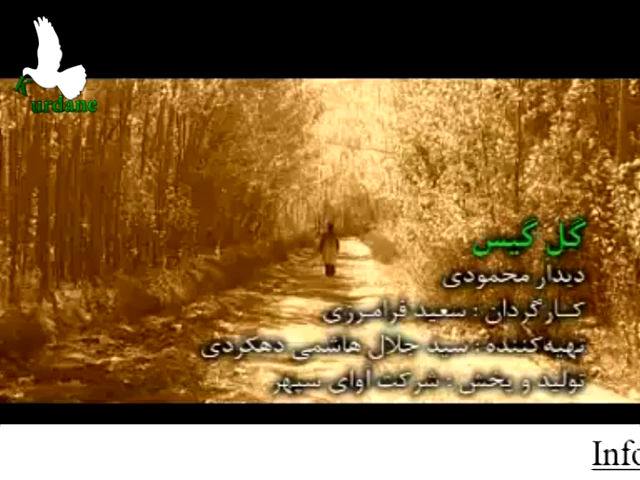 Kurdane
گل گیس
دیدار محمودی
کارگردان : سعید فرامرزی
تهیه‌کننده : سید جلال هاشمی دهکردی
تولید و پخش : شرکت آوای سپهر
Info